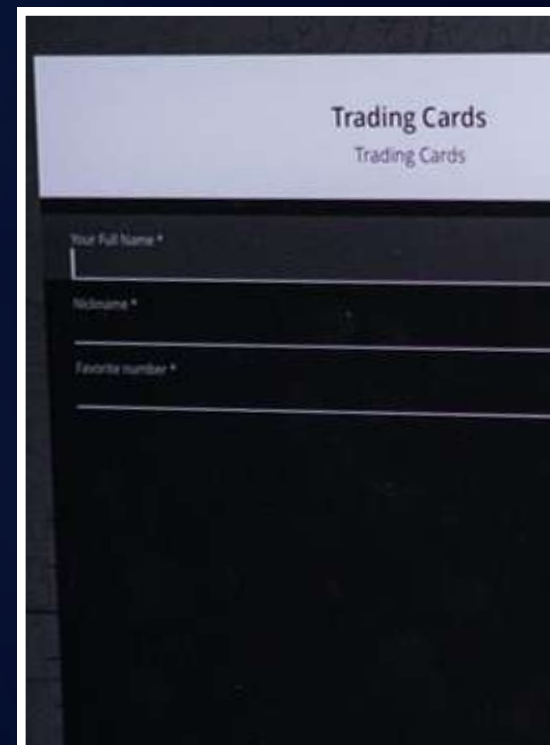 Trading Cards
Trading Cards
Your Full Name *
Nickname *
Favorite number *